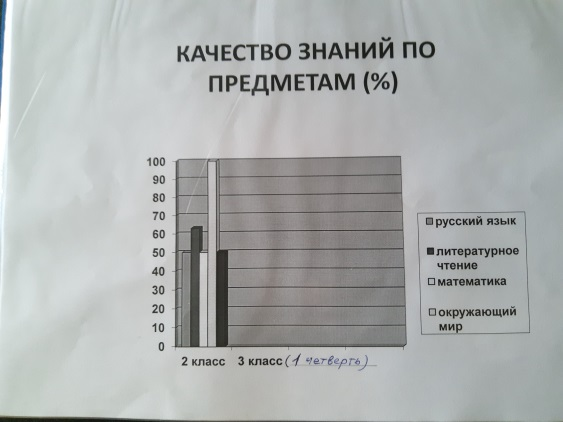 КАЧЕСТВО ЗНАНИЙ ПО
ПРЕДМЕТАМ (%)
100
90
80
70
60
50
40
30
20
10
0
2 класс 3 класс (1 четверть)
русский язык
литературное
чтение
математика
окружающий
мир